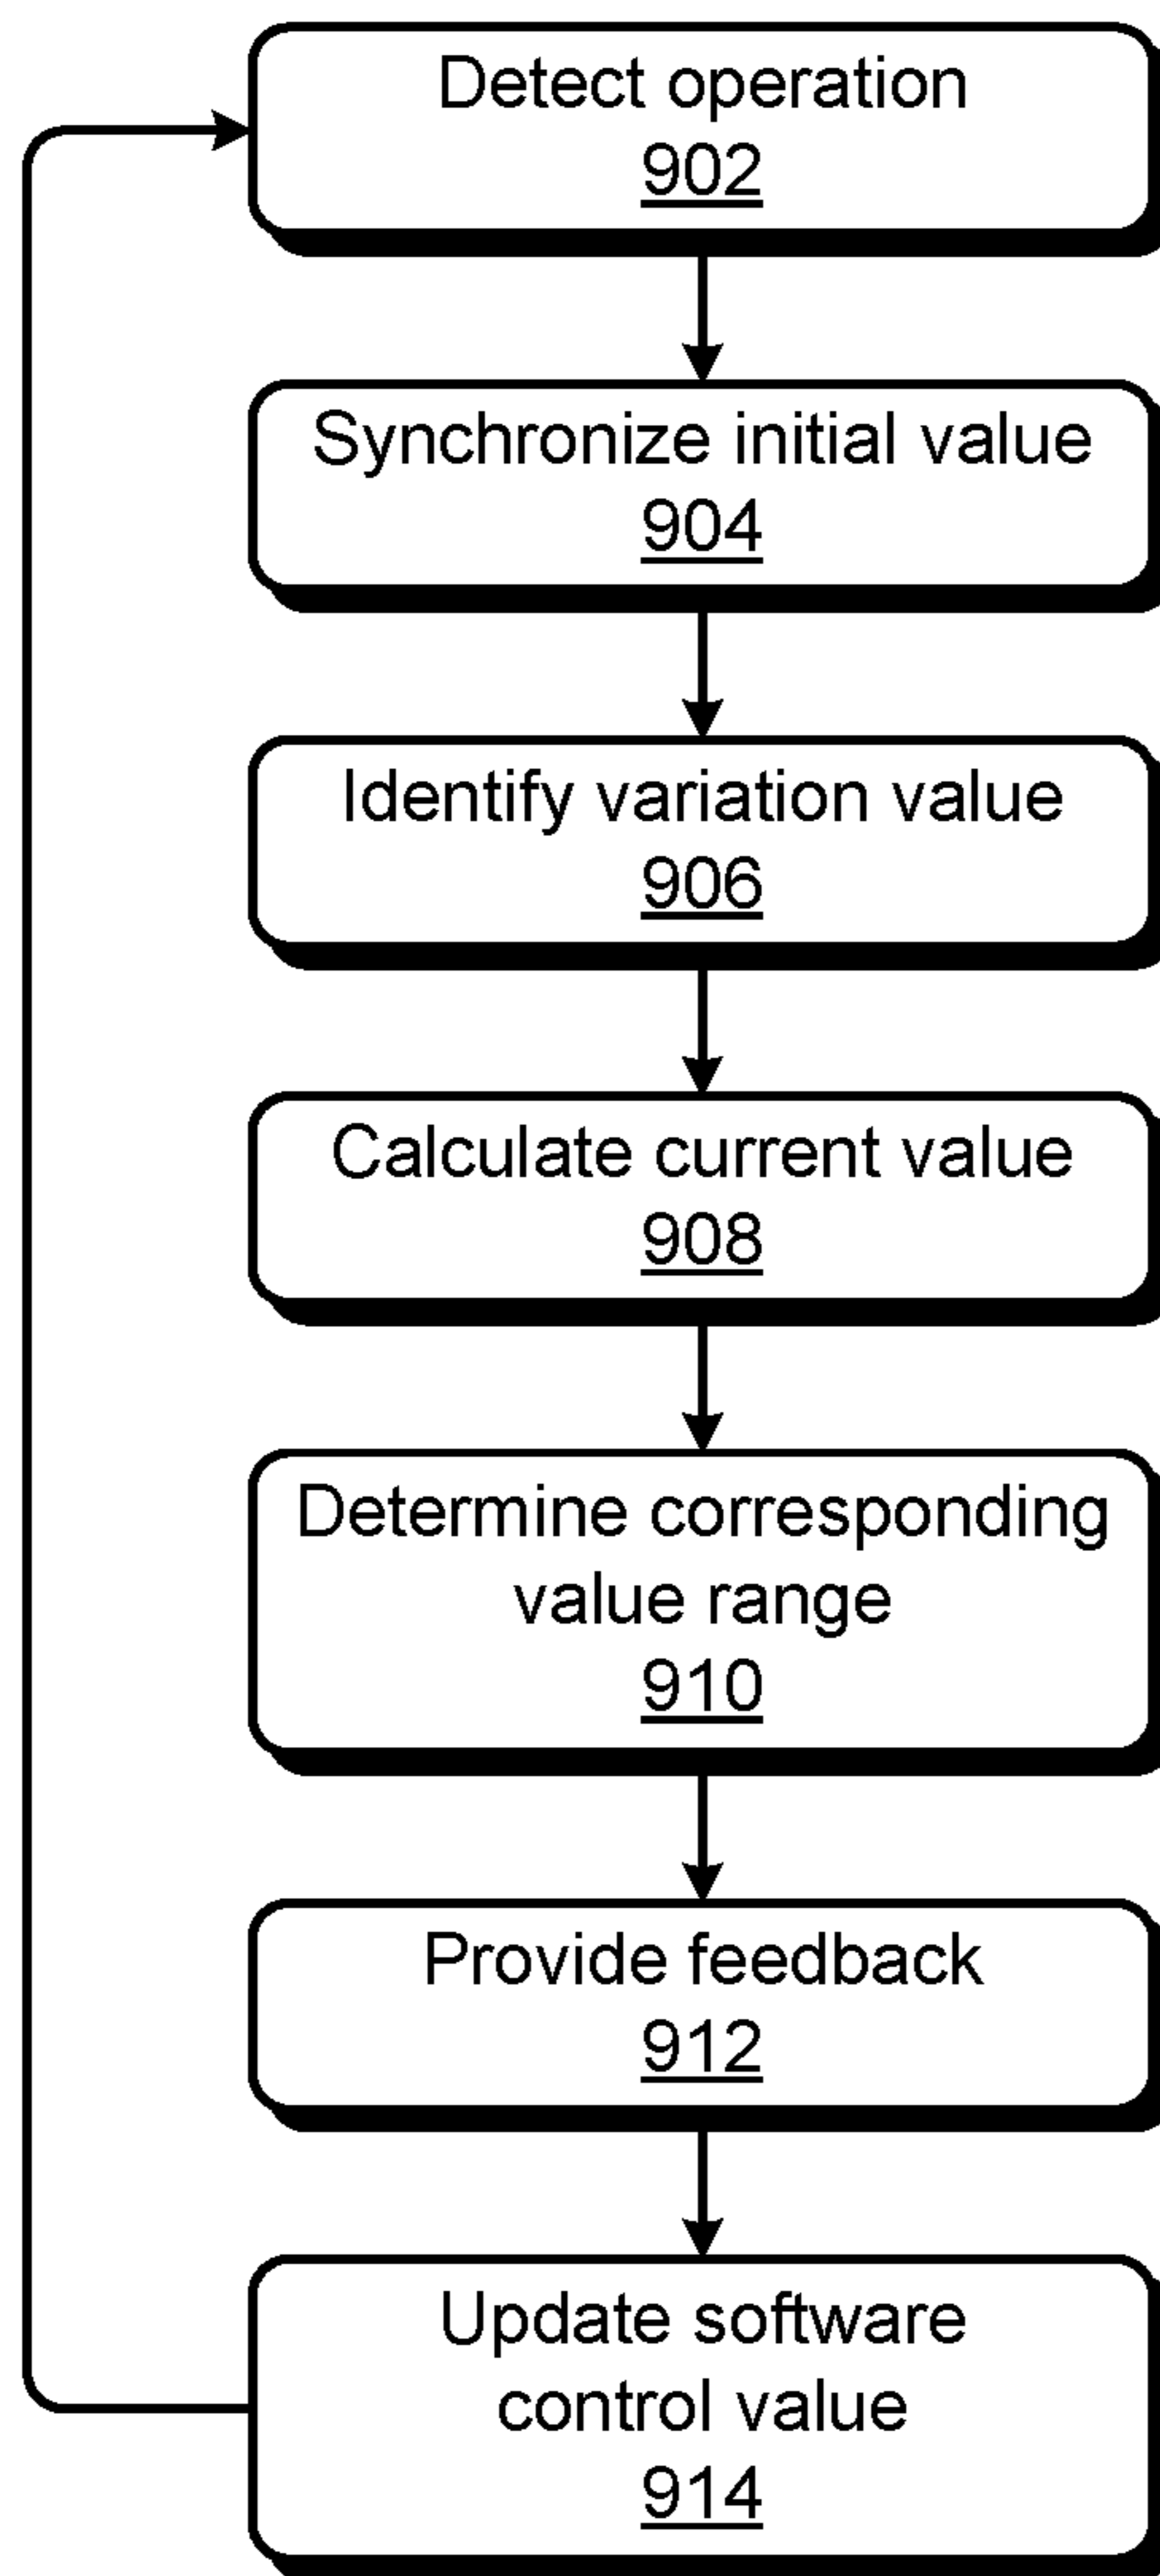 Detect operation
902
Synchronize initial value
904
Identify variation value
906
Calculate current value
908
Determine corresponding
value range
910
Provide feedback
912
Update software
control value
914